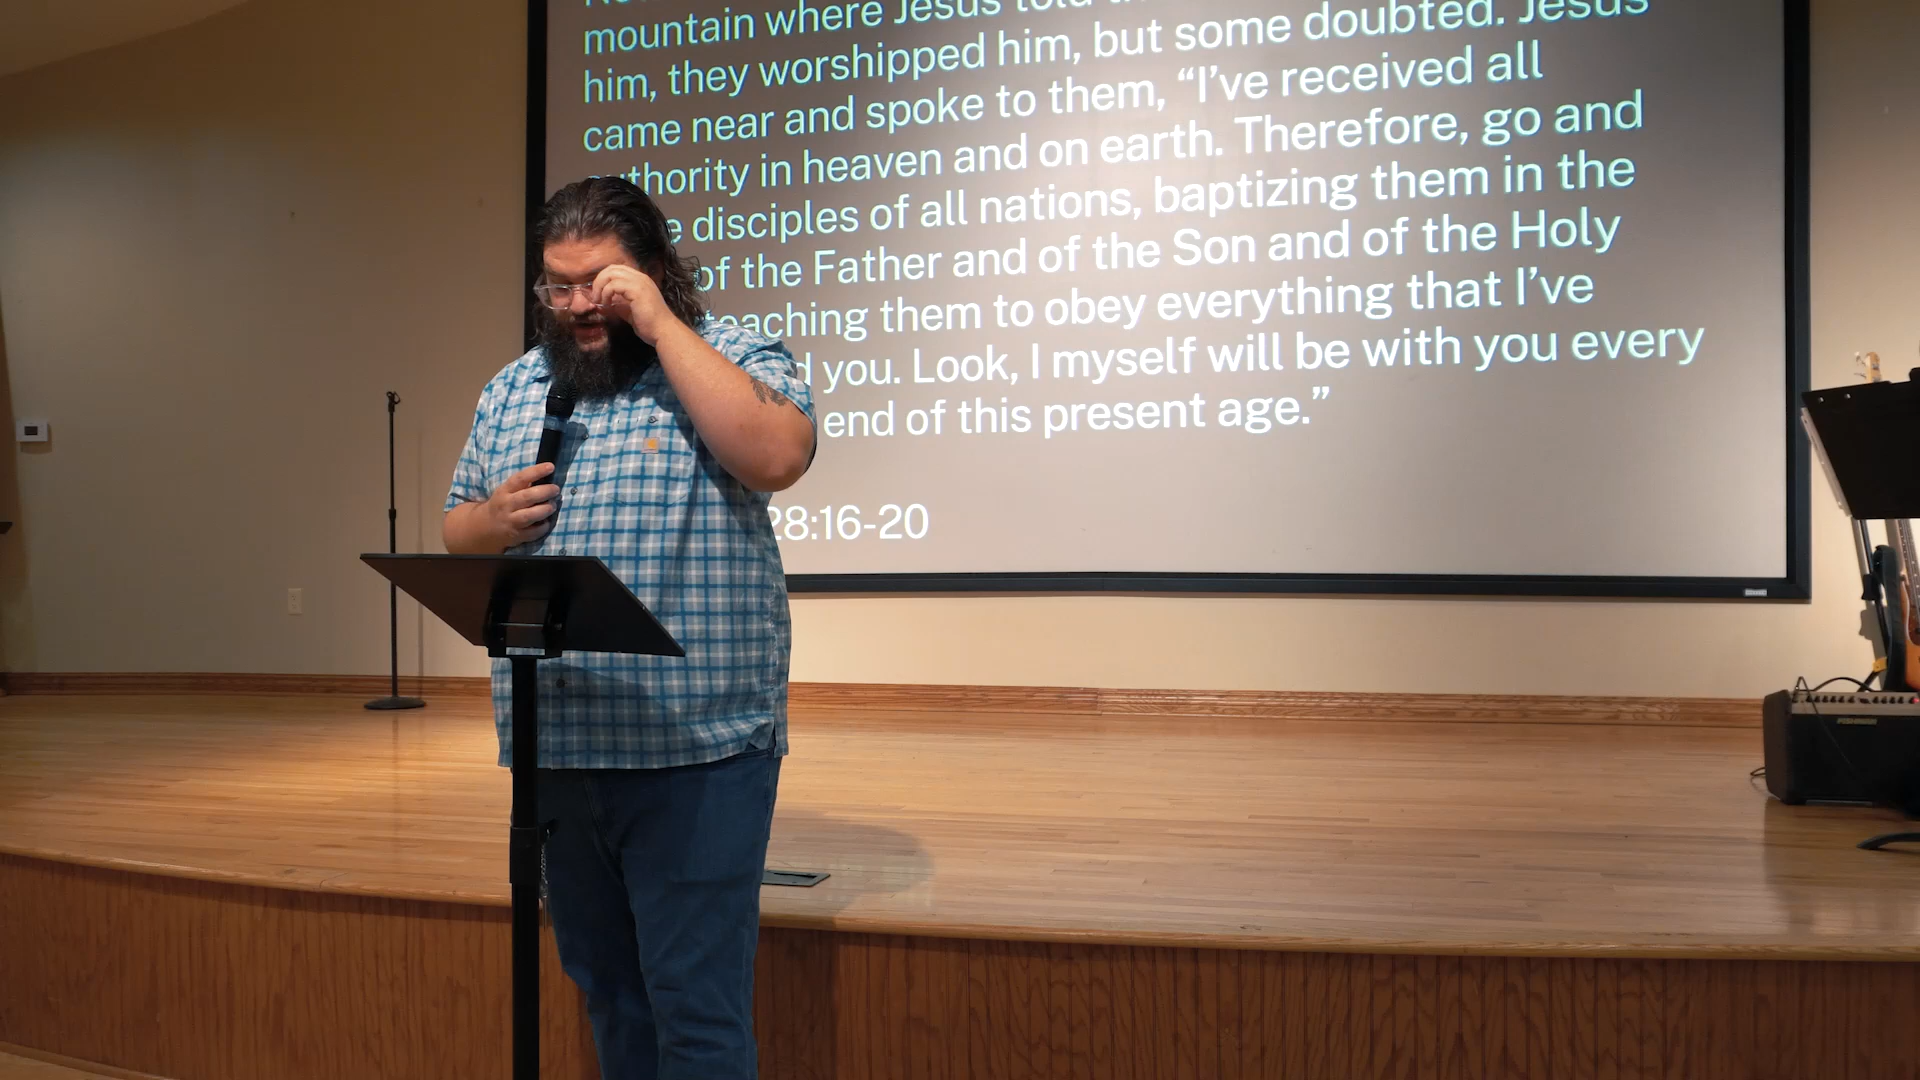 mountain where Jesus told
him, they worshipped him, but some doubted. Jesus
came near and spoke to them, “I’ve received all
authority in heaven and on earth. Therefore, go and
disciples of all nations, baptizing them in the
of the Father and of the Son and of the Holy
teaching them to obey everything that I’ve
you. Look, I myself will be with you every
end of this present age.”
28:16-20
FISHMAN